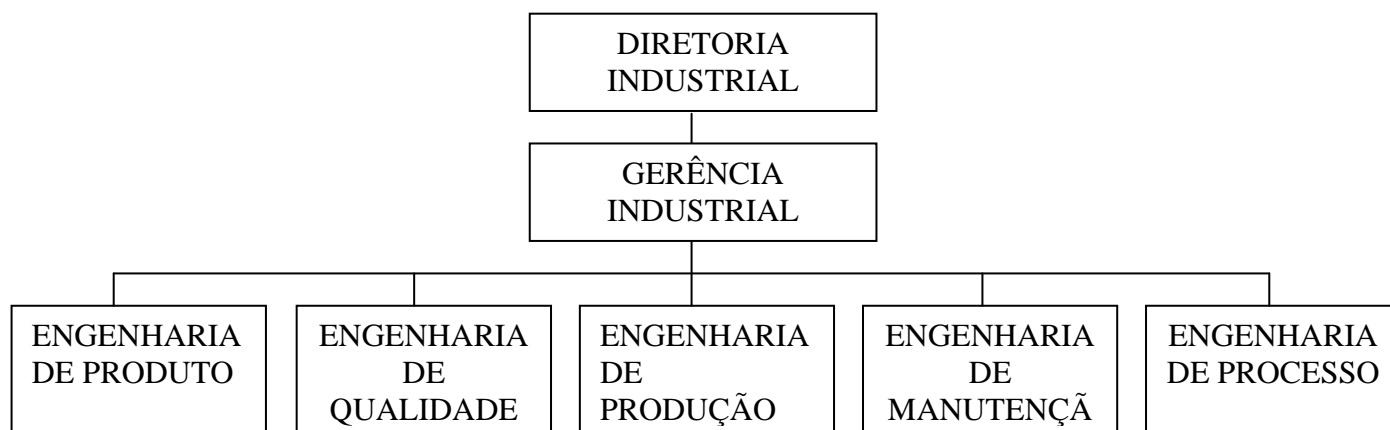 DIRETORIA
INDUSTRIAL
GERÊNCIA
INDUSTRIAL
ENGENHARIA
DE PRODUTO
ENGENHARIA
DE
QUALIDADE
ENGENHARIA
DE
PRODUÇÃO
ENGENHARIA
DE
MANUTENÇÃ
ENGENHARIA
DE PROCESSO